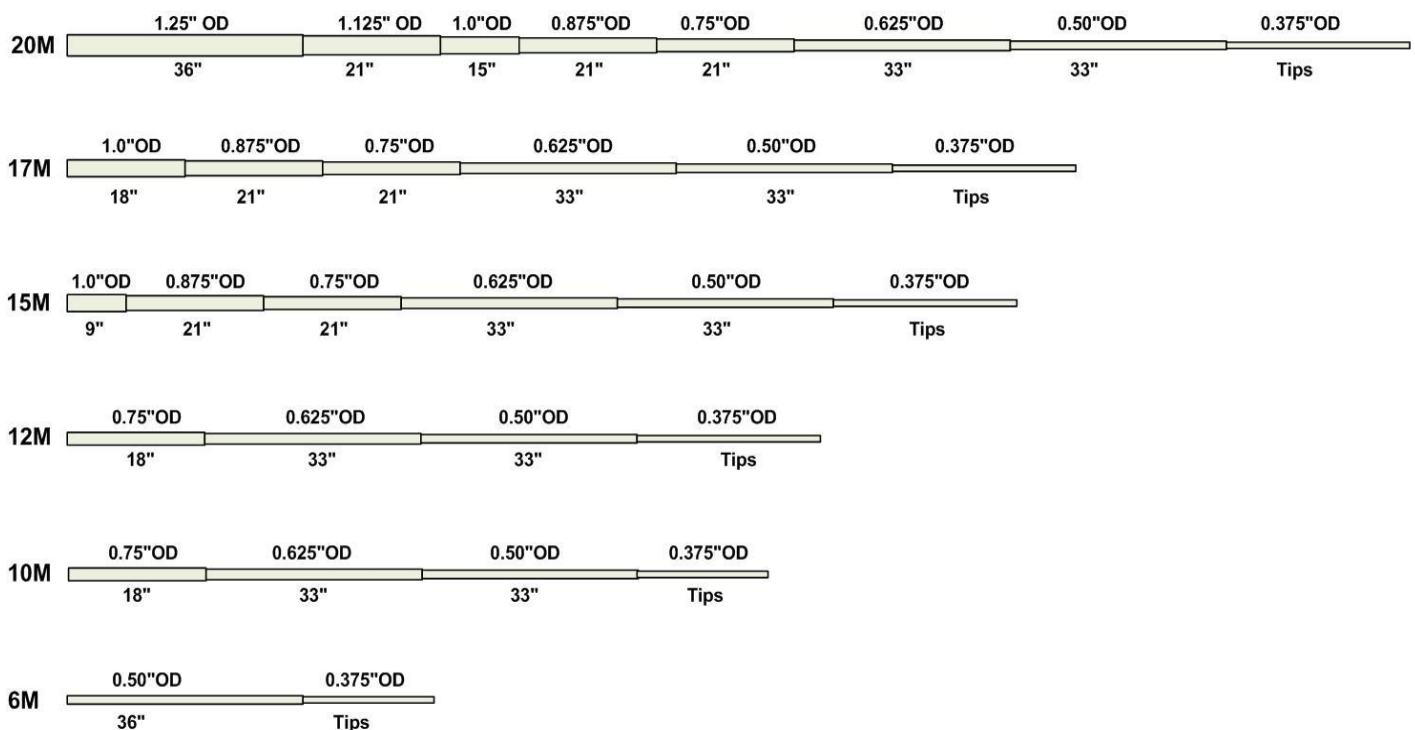 1.25" OD 1.125" OD 1.0"OD 0.875"OD 0.75"OD 0.625"OD 0.50"OD 0.375"OD
20M
36" 21" 15" 21" 21" 33" 33" Tips
1.0"OD 0.875"OD 0.75"OD 0.625"OD 0.50"OD 0.375"OD
17M
18" 21" 21" 33" 33" Tips
1.0"OD 0.875"OD 0.75"OD 0.625"OD 0.50"OD 0.375"OD
15M
9" 21" 21" 33" 33" Tips
0.75"OD 0.625"OD 0.50"OD 0.375"OD
12M
18" 33" 33" Tips
0.75"OD 0.625"OD 0.50"OD 0.375"OD
10M
18" 33" 33" Tips
0.50"OD 0.375"OD
6M
36" Tips